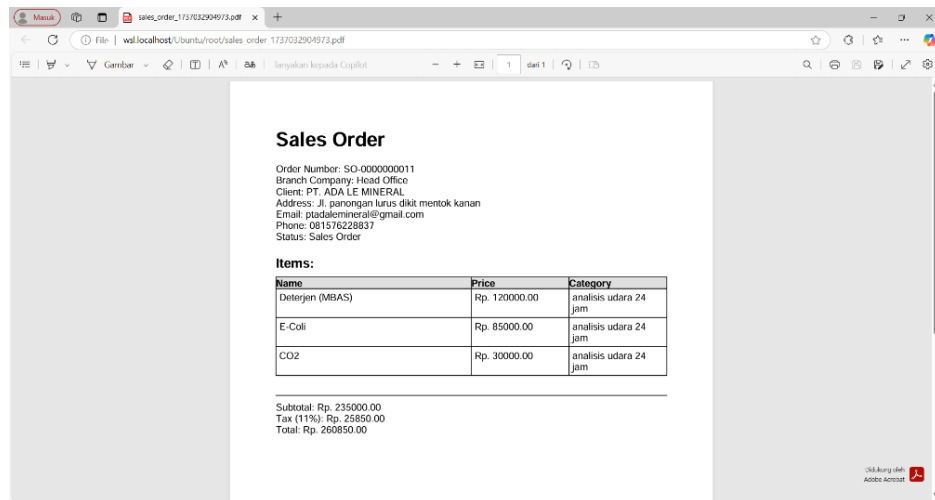 Masuk
sales_order_1737032904973.pdf
File
wsl.localhost/Ubuntu/root/sales_order_1737032904973.pdf
Gambar
Tanyakan kepada Copilot
1 dari 1
Sales Order
Order Number: SO-0000000011
Branch Company: Head Office
Client: PT. ADA LE MINERAL
Address: Jl. panongan lurus dikit mentok kanan
Email: ptadalemineral@gmail.com
Phone: 081576228837
Status: Sales Order
Items:
Name Price Category
Deterjen (MBAS) Rp. 120000.00 analisis udara 24
jam
E-Coli Rp. 85000.00 analisis udara 24
jam
CO2 Rp. 30000.00 analisis udara 24
jam
Subtotal: Rp. 235000.00
Tax (11%): Rp. 25850.00
Total: Rp. 260850.00
Didukung oleh
Adobe Acrobat